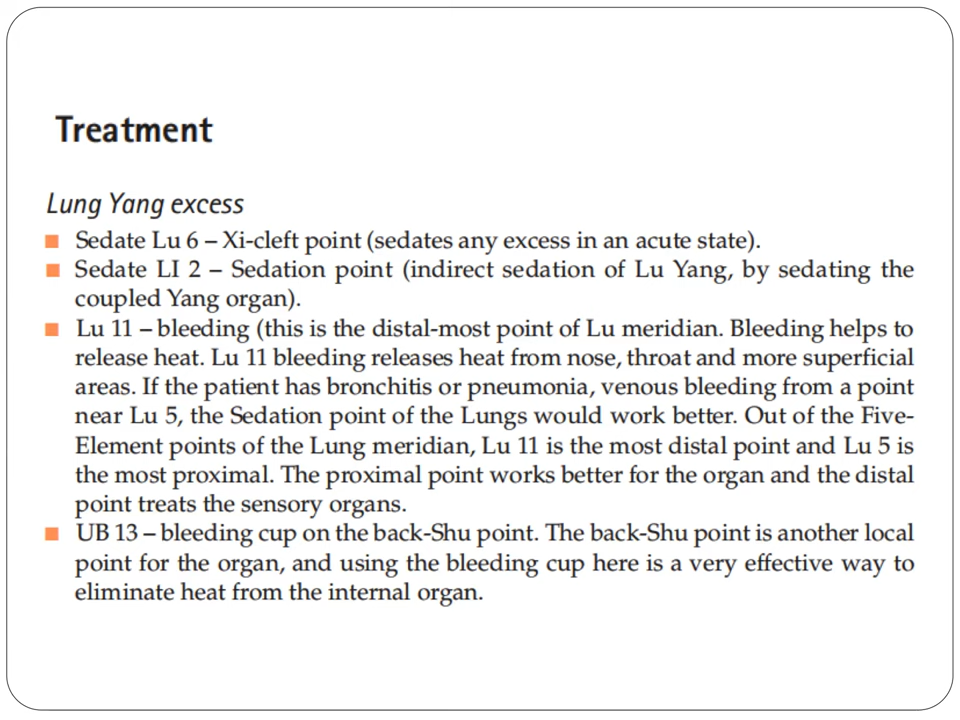 Treatment
Lung Yang excess
■ Sedate Lu 6 – Xi-cleft point (sedates any excess in an acute state).
■ Sedate LI 2 – Sedation point (indirect sedation of Lu Yang, by sedating the
coupled Yang organ).
■ Lu 11 – bleeding (this is the distal-most point of Lu meridian. Bleeding helps to
release heat. Lu 11 bleeding releases heat from nose, throat and more superficial
areas. If the patient has bronchitis or pneumonia, venous bleeding from a point
near Lu 5, the Sedation point of the Lungs would work better. Out of the Five-
Element points of the Lung meridian, Lu 11 is the most distal point and Lu 5 is
the most proximal. The proximal point works better for the organ and the distal
point treats the sensory organs.
■ UB 13 – bleeding cup on the back-Shu point. The back-Shu point is another local
point for the organ, and using the bleeding cup here is a very effective way to
eliminate heat from the internal organ.